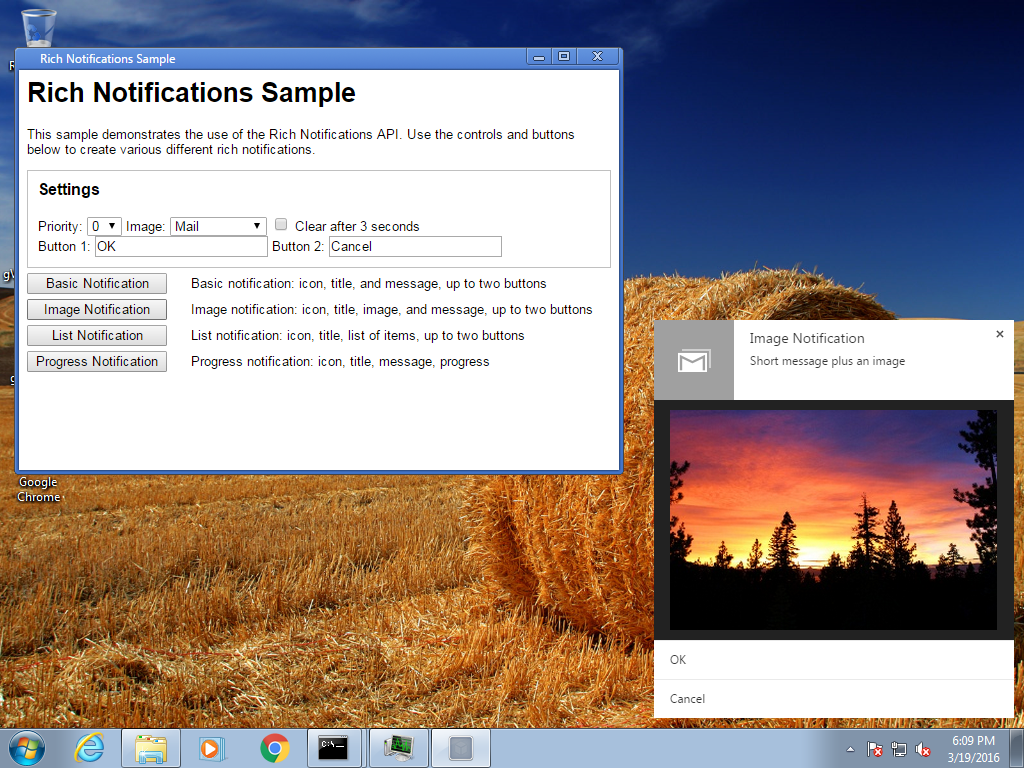 Rich Notifications Sample
Rich Notifications Sample
This sample demonstrates the use of the Rich Notifications API. Use the controls and buttons
below to create various different rich notifications.
Settings
Priority: 0 Image: Mail Clear after 3 seconds
Button 1: OK Button 2: Cancel
Basic Notification Basic notification: icon, title, and message, up to two buttons
Image Notification Image notification: icon, title, image, and message, up to two buttons
List Notification List notification: icon, title, list of items, up to two buttons
Progress Notification Progress notification: icon, title, message, progress
Google
Chrome
Image Notification
Short message plus an image
OK
Cancel
C:\_
6:09 PM
3/19/2016